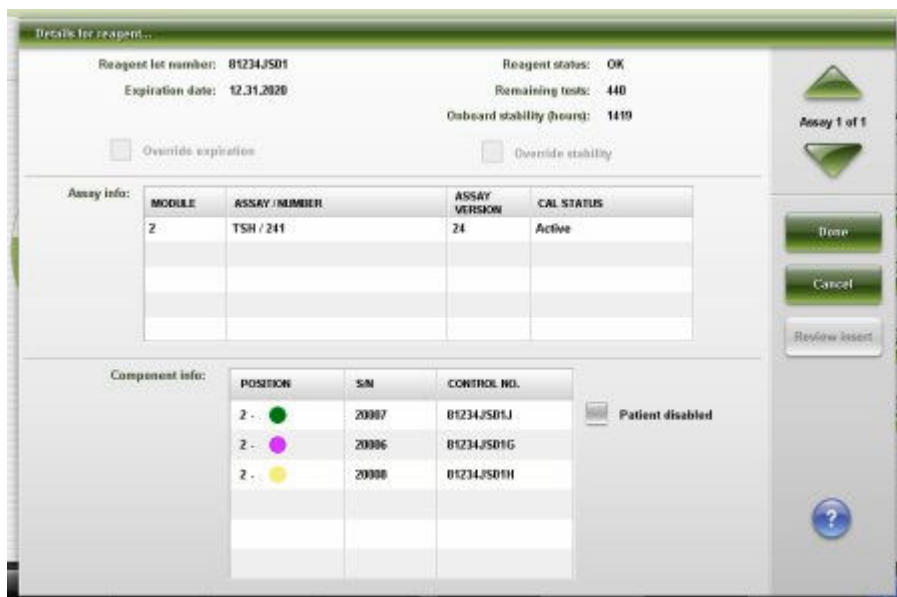 Details for reagent...
Reagent lot number: 81234JS01
Reagent status: OK
Expiration date: 12.31.2020
Remaining tests: 440
Onboard stability (hours): 1419
Assay 1 of 1
Override expiration
Override stability
Assay info:
MODULE ASSAY / NUMBER ASSAY VERSION CAL STATUS
2 TSH / 241 24 Active
Done
Cancel
Review insert
Component info:
POSITION S/N CONTROL NO.
2 - 20007 81234JS01J
Patient disabled
2 - 20006 81234JS01G
2 - 20008 81234JS01H
?